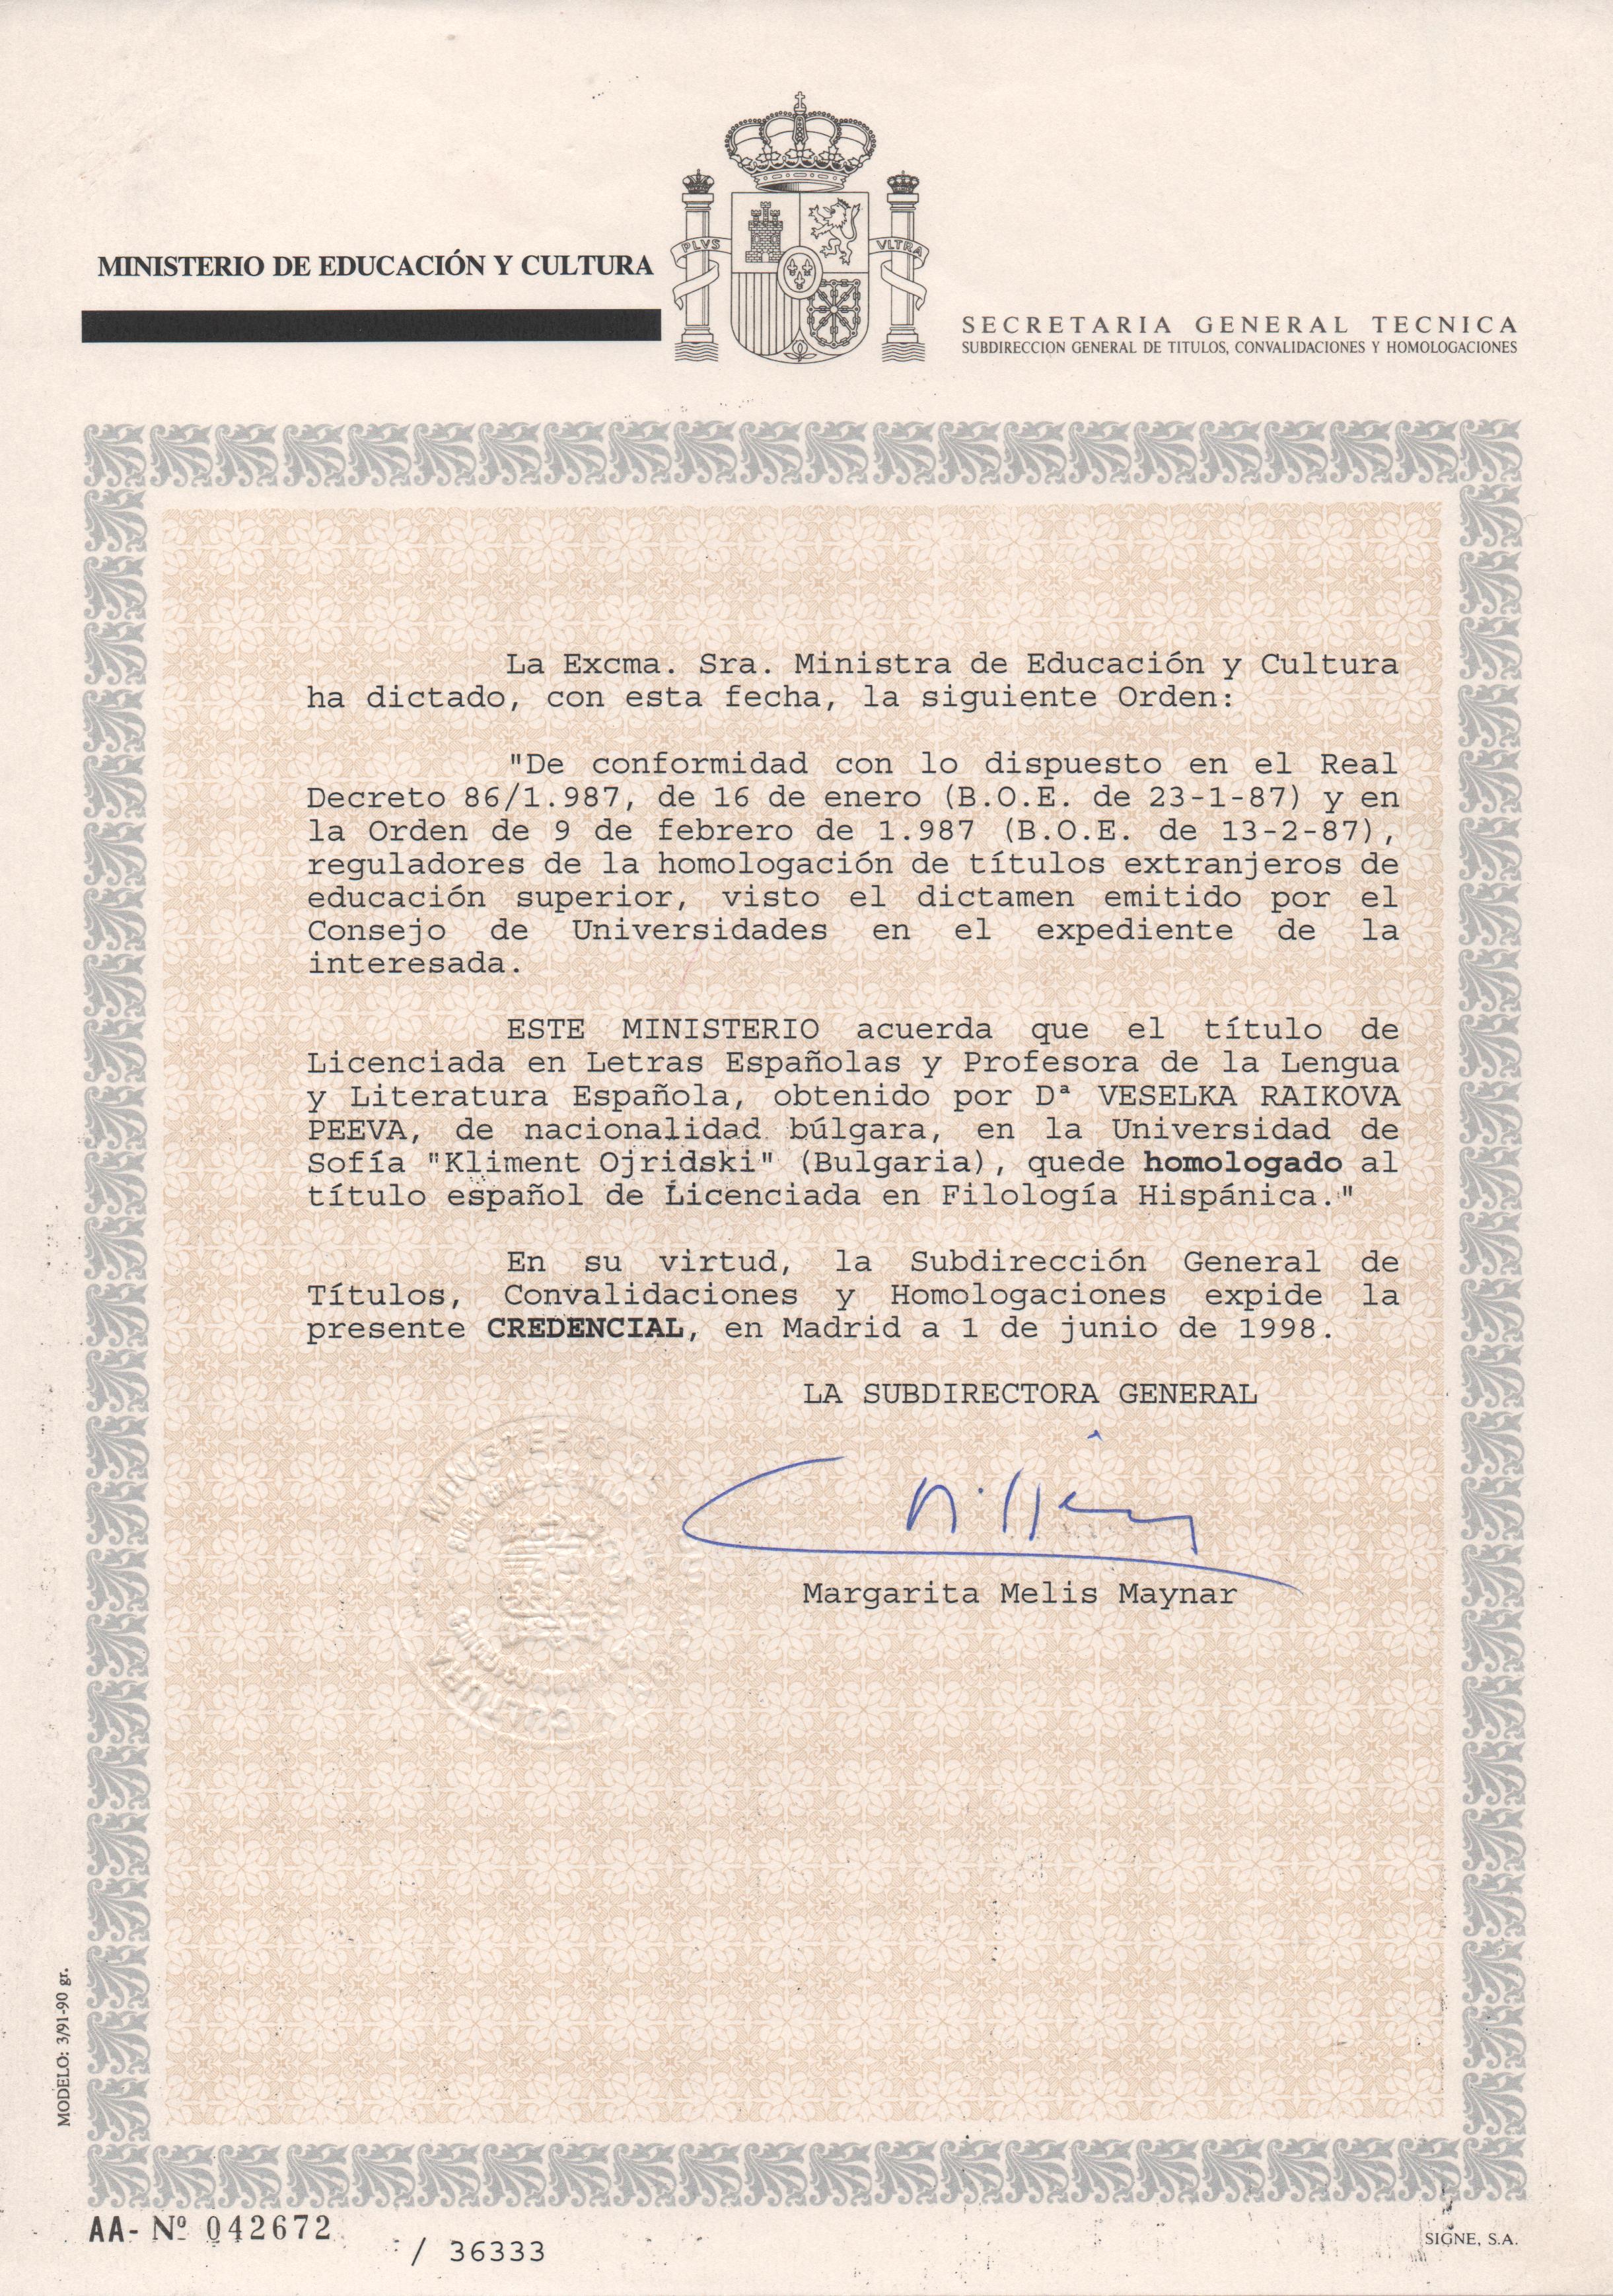 PLVS
VLTRA
MINISTERIO DE EDUCACIÓN Y CULTURA
SECRETARIA GENERAL TECNICA
SUBDIRECCION GENERAL DE TITULOS, CONVALIDACIONES Y HOMOLOGACIONES
La Excma. Sra. Ministra de Educación y Cultura
ha dictado, con esta fecha, la siguiente Orden:
"De conformidad con lo dispuesto en el Real
Decreto 86/1.987, de 16 de enero (B.O.E. de 23-1-87) y en
la Orden de 9 de febrero de 1.987 (B.O.E. de 13-2-87),
reguladores de la homologación de títulos extranjeros de
educación superior, visto el dictamen emitido por el
Consejo de Universidades en el expediente de la
interesada.
ESTE MINISTERIO acuerda que el título de
Licenciada en Letras Españolas y Profesora de la Lengua
y Literatura Española, obtenido por Dª VESELKA RAIKOVA
PEEVA, de nacionalidad búlgara, en la Universidad de
Sofía "Kliment Ojridski" (Bulgaria), quede homologado al
título español de Licenciada en Filología Hispánica."
En su virtud, la Subdirección General de
Títulos, Convalidaciones y Homologaciones expide la
presente CREDENCIAL, en Madrid a 1 de junio de 1998.
LA SUBDIRECTORA GENERAL
Margarita Melis Maynar
MODELO: 3/91-90 gr.
AA- Nº 042672
/ 36333
SIGNE, S.A.